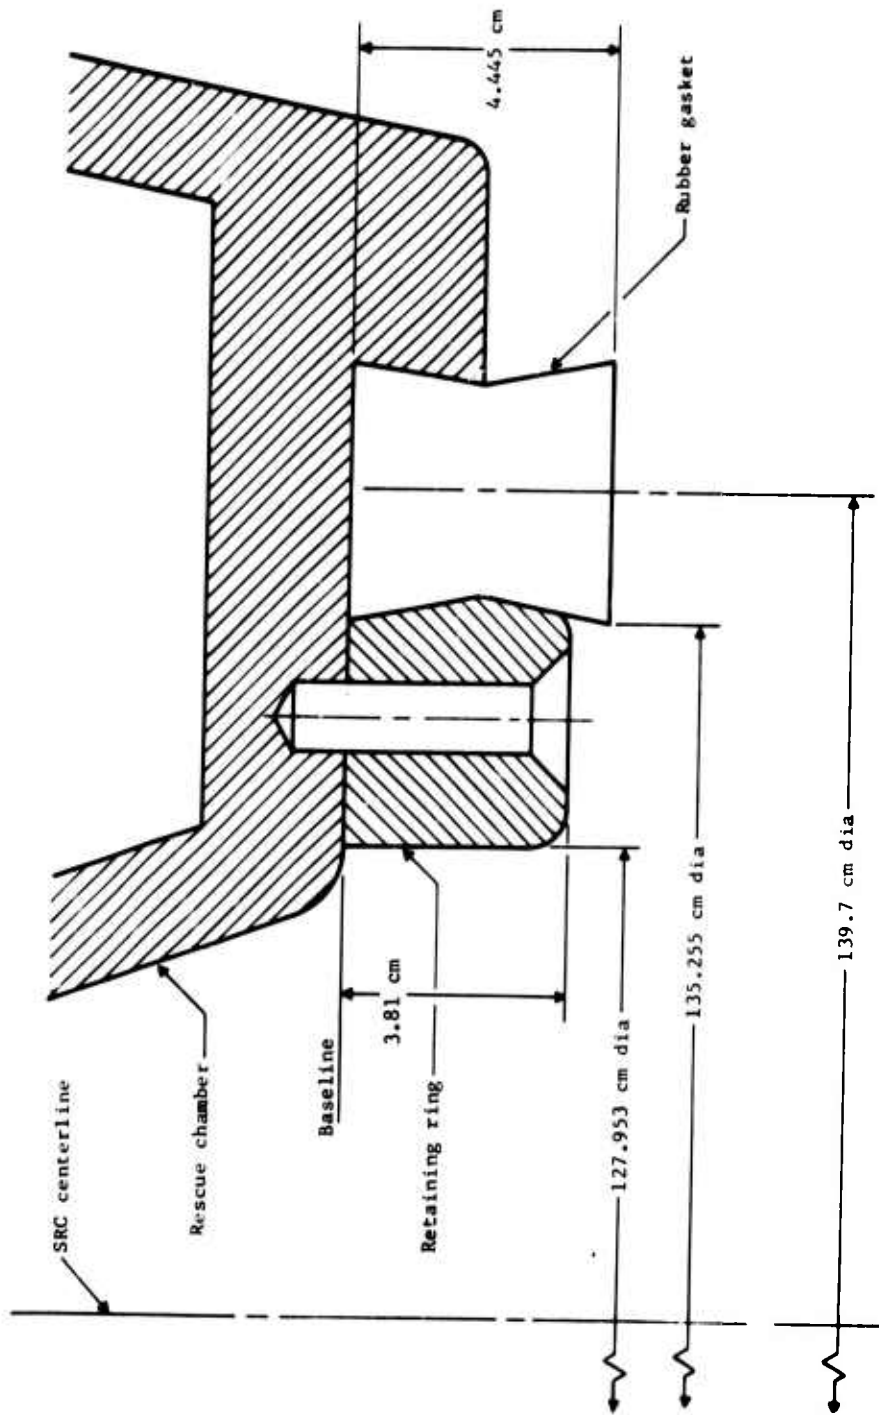 SRC centerline
Rescue chamber
Baseline
3.81 cm
Retaining ring
127.953 cm dia
135.255 cm dia
139.7 cm dia
4.445 cm
Rubber gasket